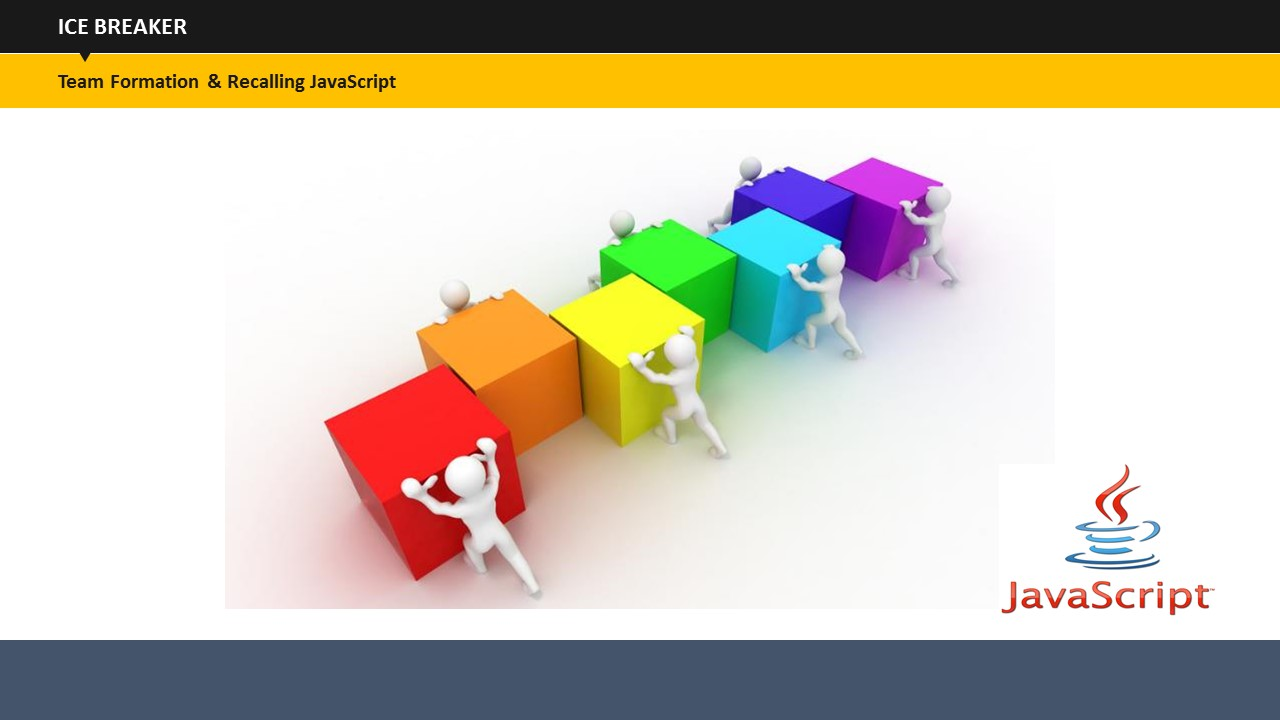 ICE BREAKER
Team Formation & Recalling JavaScript
JavaScript™